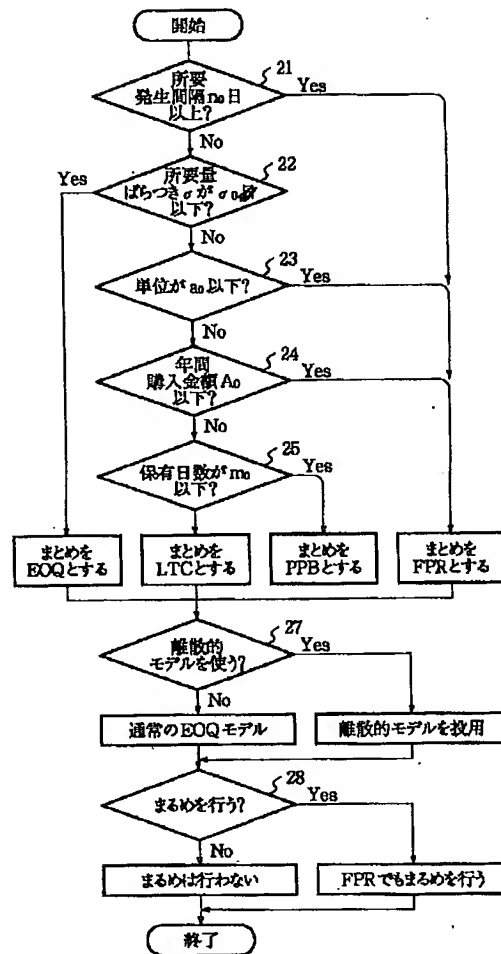 開始
21
所要
発生間隔n₀日
以上?
Yes
No
22
所要量
ばらつきσがσ₀
以下?
Yes
No
23
単位がa₀以下?
Yes
No
24
年間
購入金額A₀
以下?
Yes
No
25
保有日数がm₀
以下?
Yes
No
まとめを
EOQとする
まとめを
LTCとする
まとめを
PPBとする
まとめを
FPRとする
27
離散的
モデルを使う?
Yes
No
通常のEOQモデル
離散的モデルを投用
28
まるめを行う?
Yes
No
まるめは行わない
FPRでもまるめを行う
終了